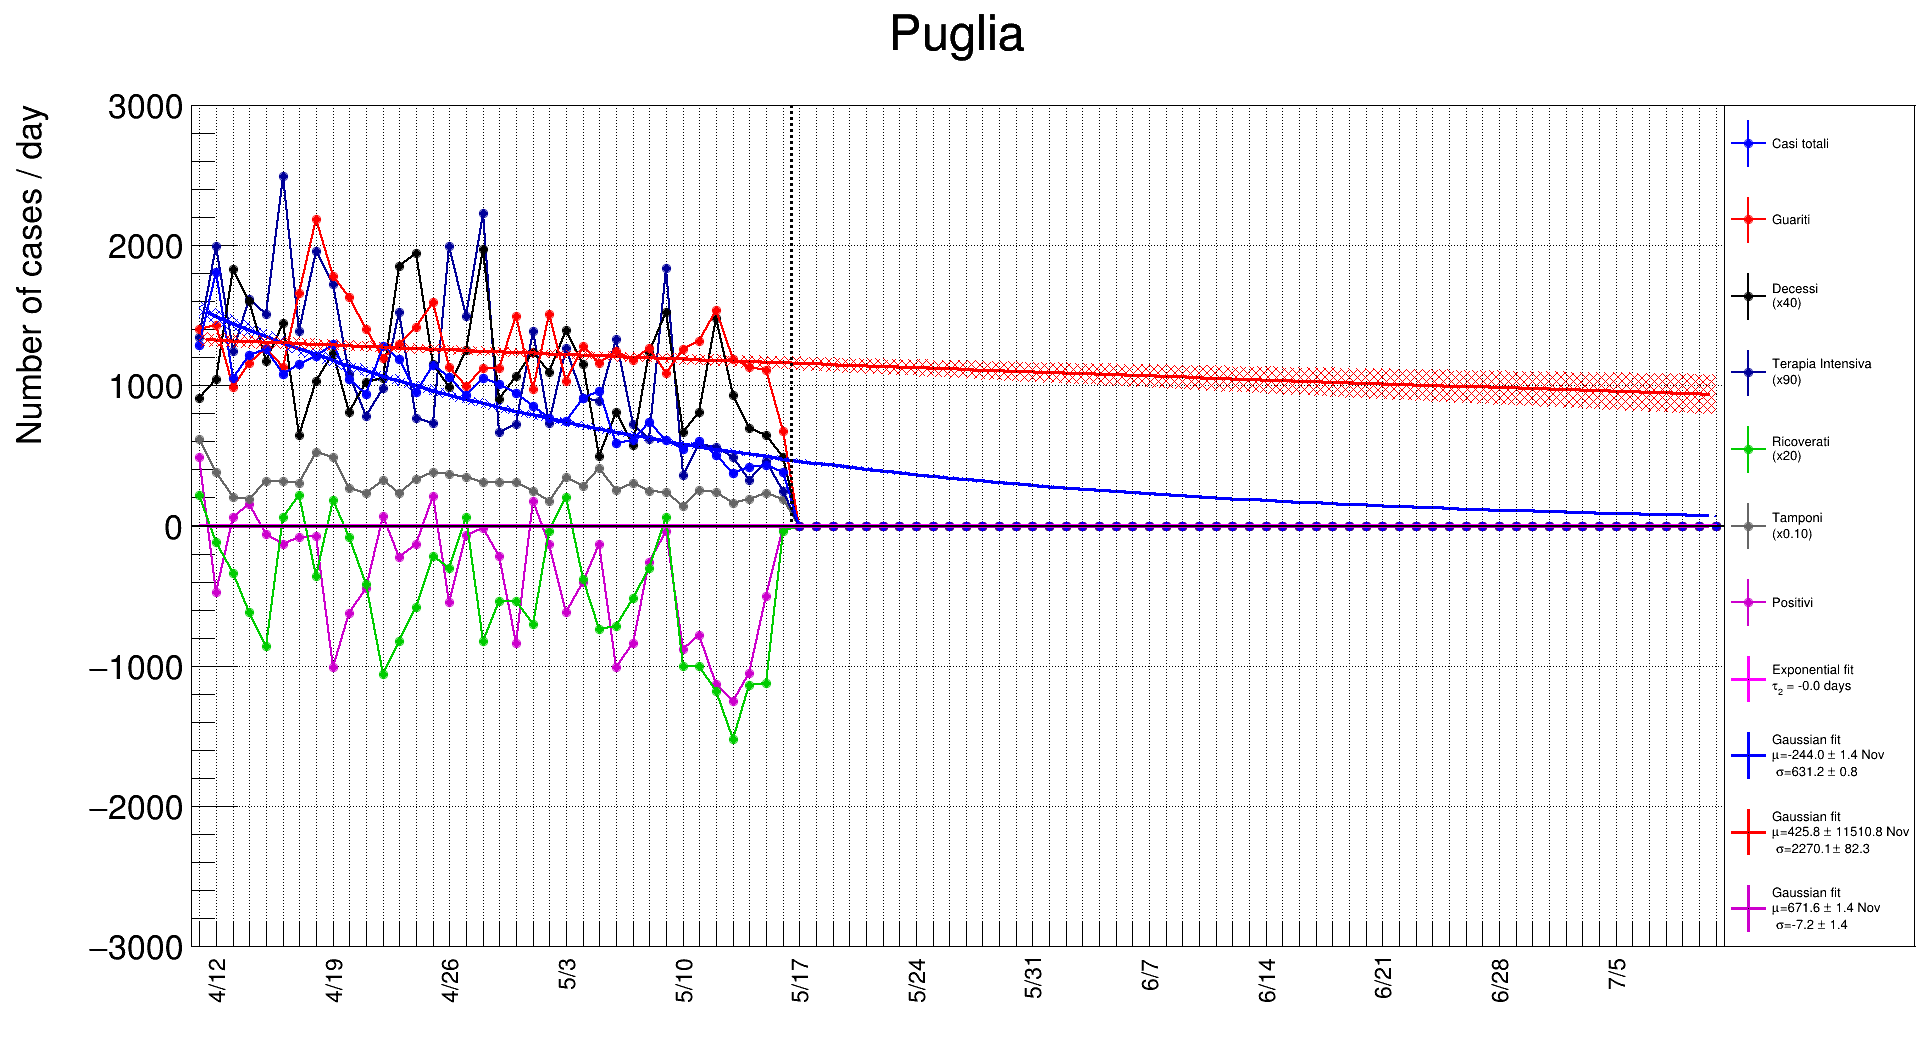 Puglia
Number of cases / day
3000
2000
1000
0
−1000
−2000
−3000
4/12
4/19
4/26
5/3
5/10
5/17
5/24
5/31
6/7
6/14
6/21
6/28
7/5
Casi totali
Guariti
Decessi
(x40)
Terapia Intensiva
(x90)
Ricoverati
(x20)
Tamponi
(x0.10)
Positivi
Exponential fit
τ2 = -0.0 days
Gaussian fit
μ=-244.0 ± 1.4 Nov
σ=631.2 ± 0.8
Gaussian fit
μ=425.8 ± 11510.8 Nov
σ=2270.1 ± 82.3
Gaussian fit
μ=671.6 ± 1.4 Nov
σ=-7.2 ± 1.4